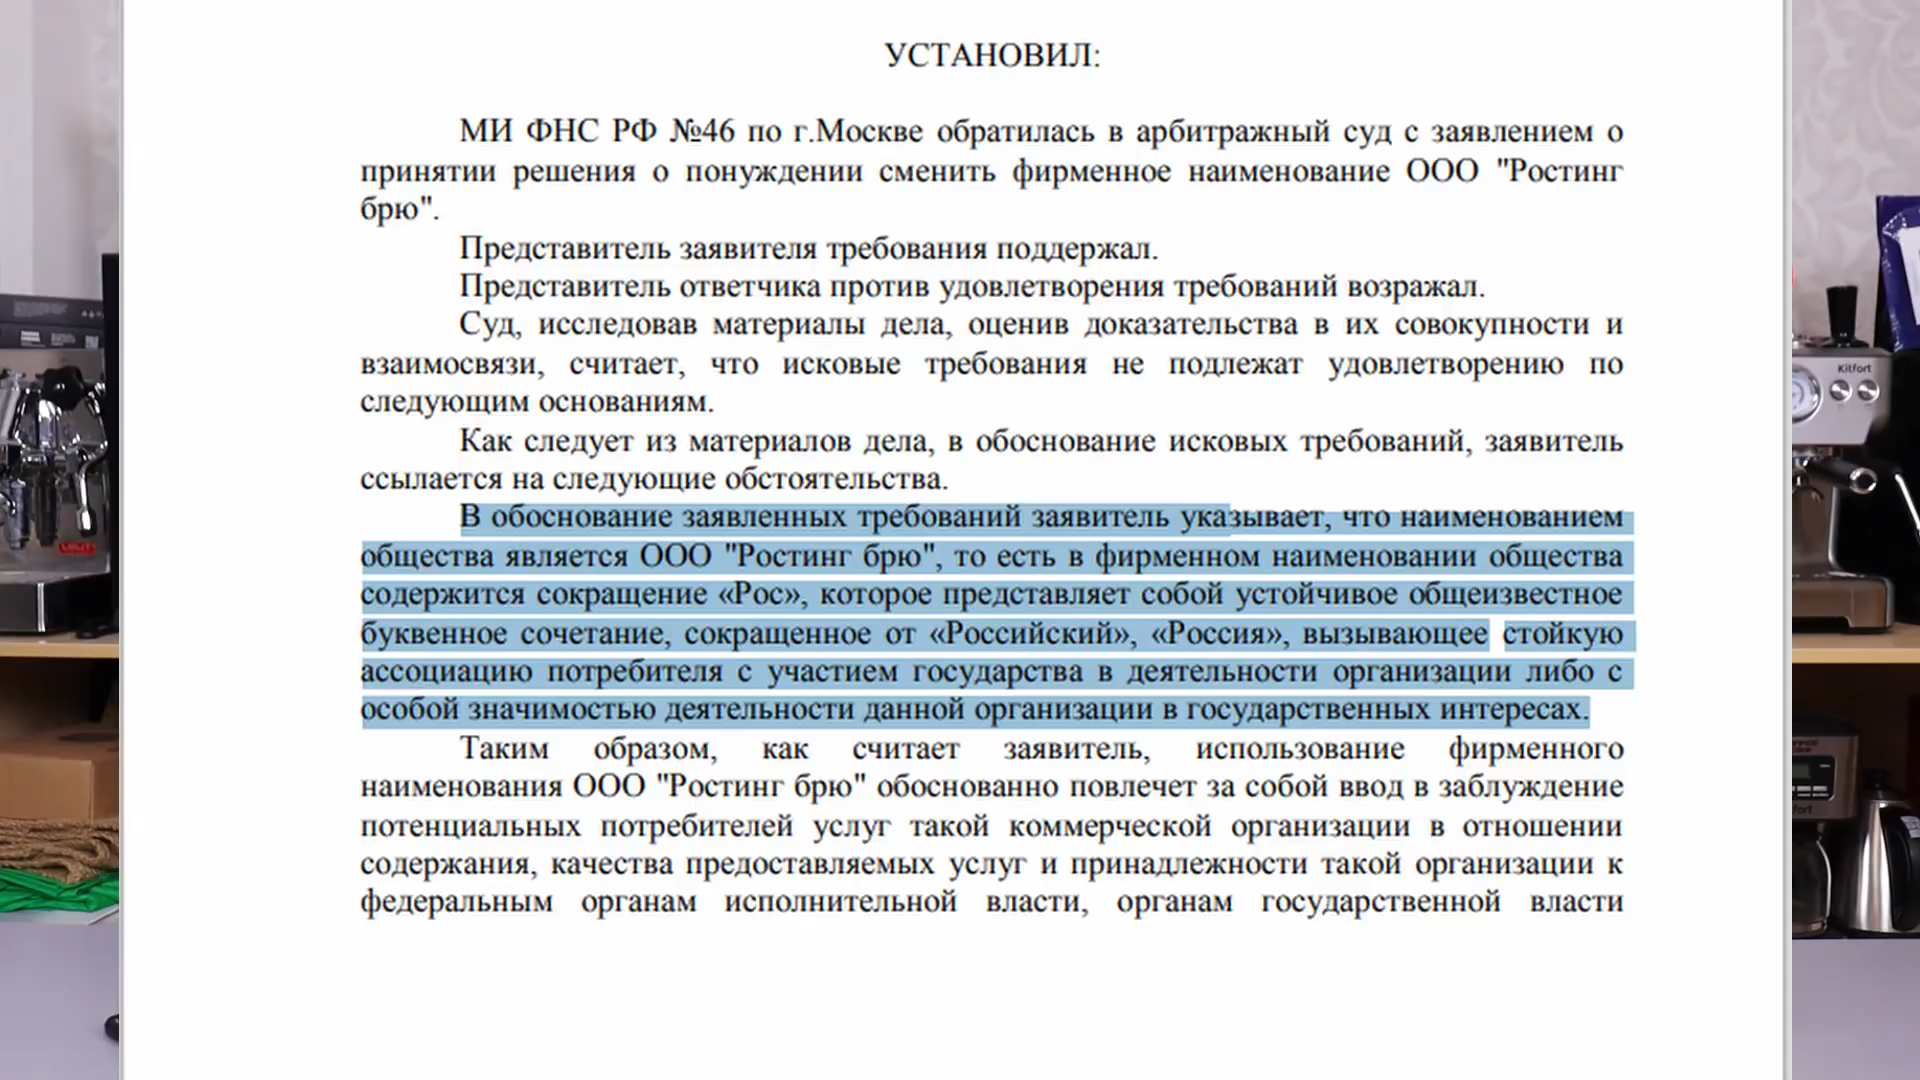 УСТАНОВИЛ:
МИ ФНС РФ №46 по г.Москве обратилась в арбитражный суд с заявлением о
принятии решения о понуждении сменить фирменное наименование ООО "Ростинг
брю".
Представитель заявителя требования поддержал.
Представитель ответчика против удовлетворения требований возражал.
Суд, исследовав материалы дела, оценив доказательства в их совокупности и
взаимосвязи, считает, что исковые требования не подлежат удовлетворению по
следующим основаниям.
Как следует из материалов дела, в обоснование исковых требований, заявитель
ссылается на следующие обстоятельства.
В обоснование заявленных требований заявитель указывает, что наименованием
общества является ООО "Ростинг брю", то есть в фирменном наименовании общества
содержится сокращение «Рос», которое представляет собой устойчивое общеизвестное
буквенное сочетание, сокращенное от «Российский», «Россия», вызывающее стойкую
ассоциацию потребителя с участием государства в деятельности организации либо с
особой значимостью деятельности данной организации в государственных интересах.
Таким образом, как считает заявитель, использование фирменного
наименования ООО "Ростинг брю" обоснованно повлечет за собой ввод в заблуждение
потенциальных потребителей услуг такой коммерческой организации в отношении
содержания, качества предоставляемых услуг и принадлежности такой организации к
федеральным органам исполнительной власти, органам государственной власти
Kitfort